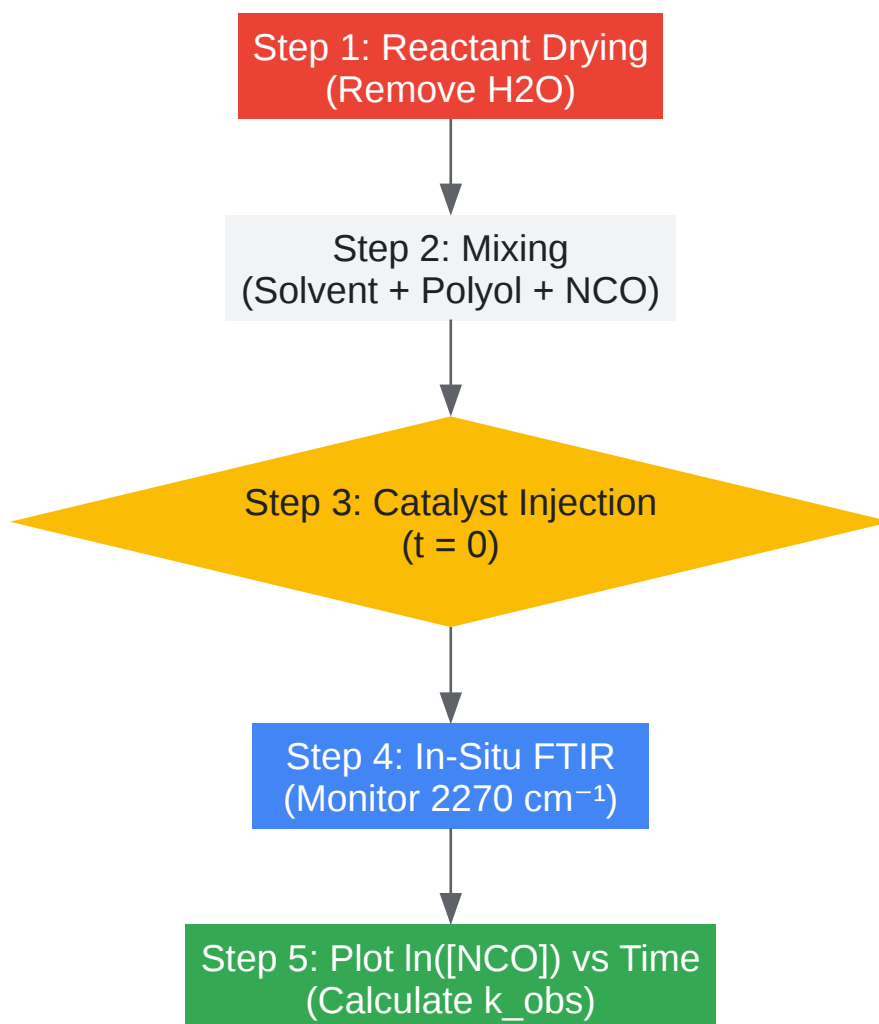 Step 1: Reactant Drying
(Remove H2O)
Step 2: Mixing
(Solvent + Polyol + NCO)
Step 3: Catalyst Injection
(t = 0)
Step 4: In-Situ FTIR
(Monitor 2270 cm⁻¹)
Step 5: Plot ln([NCO]) vs Time
(Calculate k_obs)